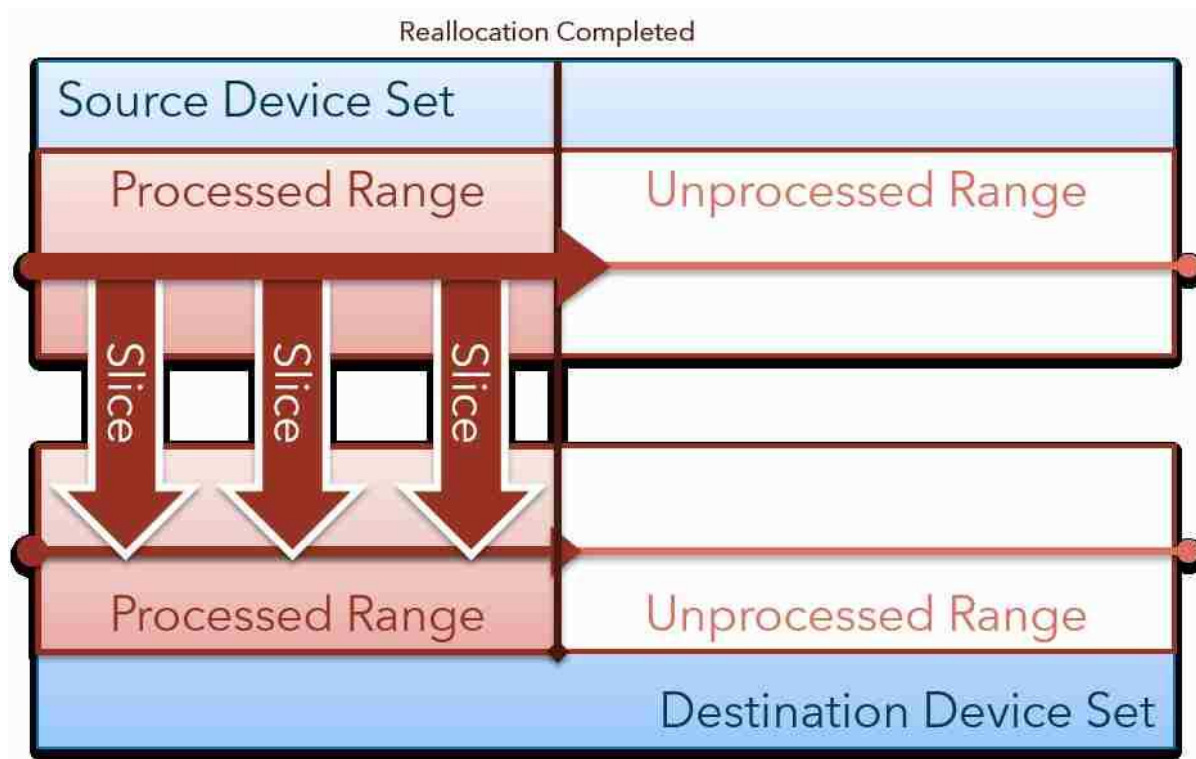 Reallocation Completed
Source Device Set
Processed Range
Unprocessed Range
Slice
Slice
Slice
Processed Range
Unprocessed Range
Destination Device Set